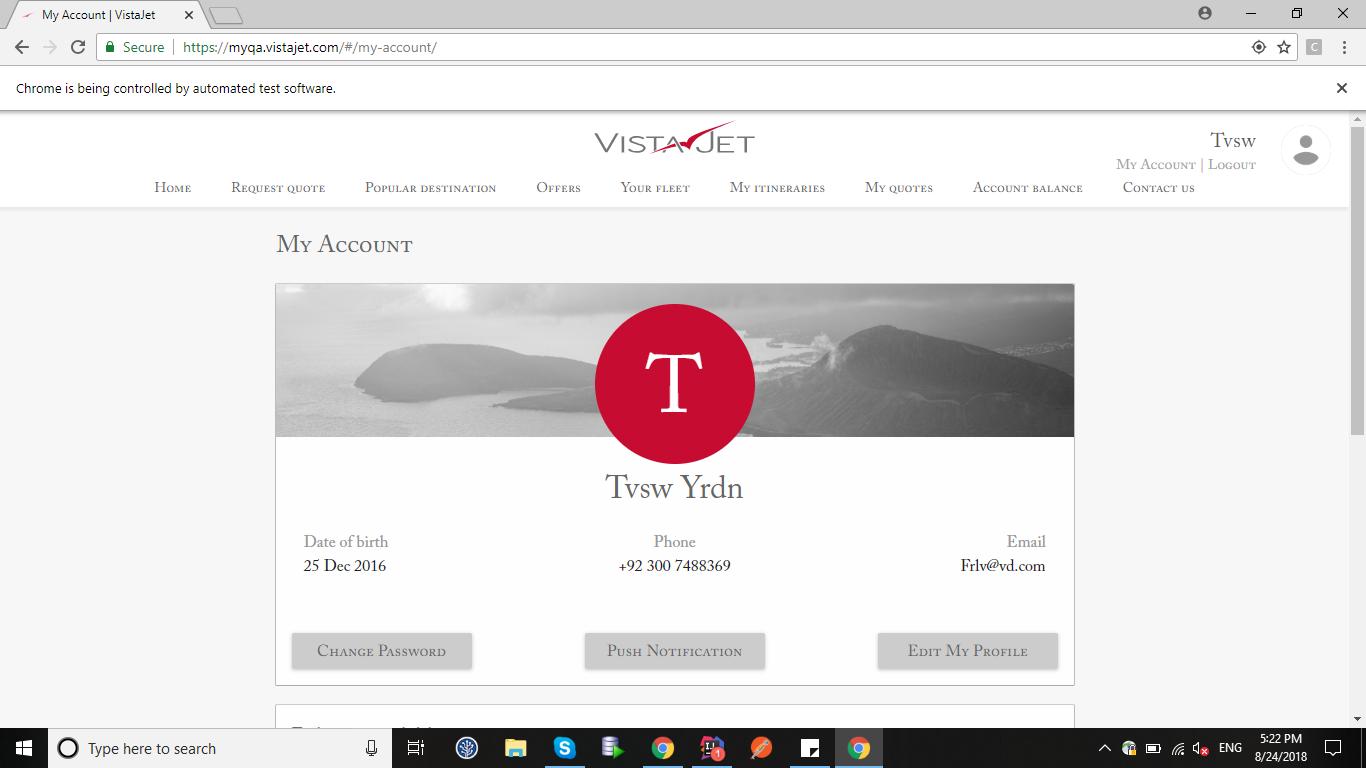 My Account | VistaJet
Secure
https://myqa.vistajet.com/#/my-account/
C
Chrome is being controlled by automated test software.
VISTAJET
Tvsw
My Account | Logout
Home Request quote Popular destination Offers Your fleet My itineraries My quotes Account balance Contact us
My Account
T
Tvsw Yrdn
Date of birth Phone Email
25 Dec 2016 +92 300 7488369 Frlv@vd.com
Change Password Push Notification Edit My Profile
Type here to search
S
1
ENG
5:22 PM
8/24/2018